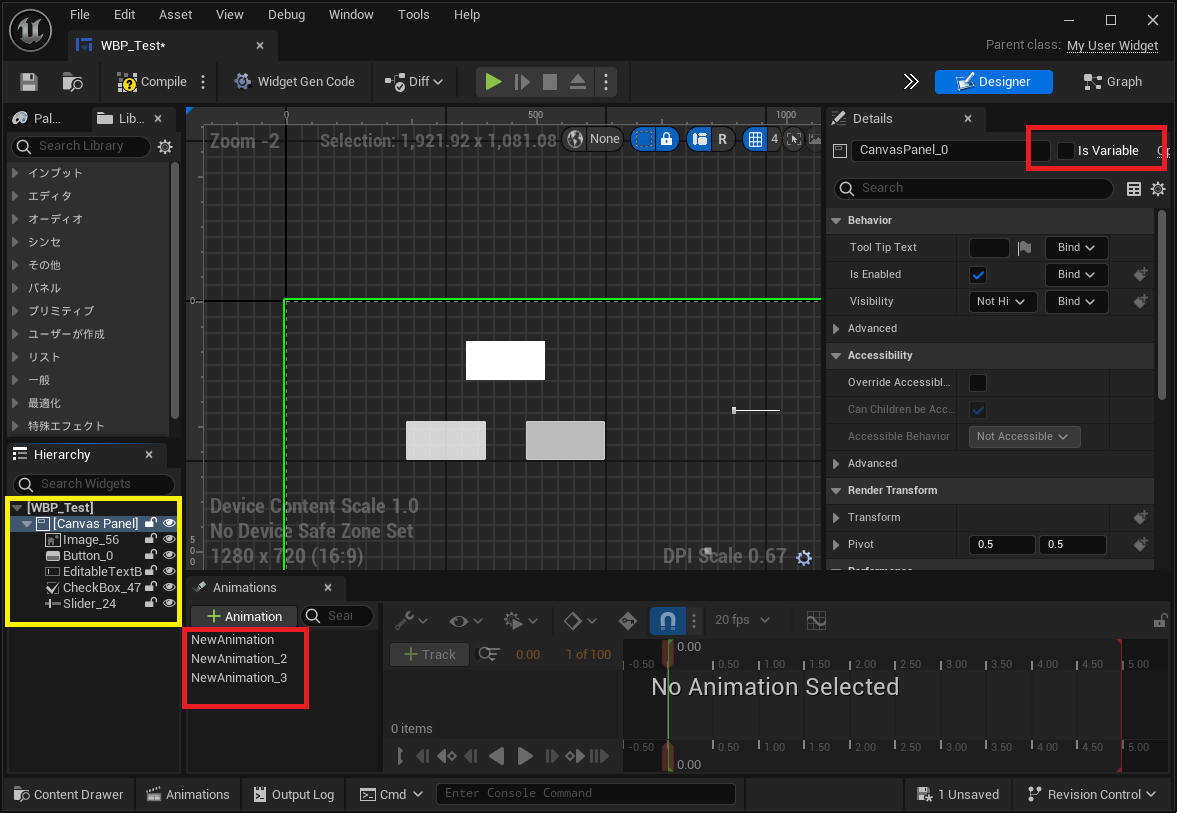 File Edit Asset View Debug Window Tools Help
WBP_Test*
Parent class: My User Widget
Compile Widget Gen Code Diff Designer Graph
Pal... Lib...
Search Library
インプット
エディタ
オーディオ
シンセ
その他
パネル
プリミティブ
ユーザーが作成
リスト
一般
最適化
特殊エフェクト
Hierarchy
Search Widgets
[WBP_Test]
[Canvas Panel]
Image_56
Button_0
EditableTextB
CheckBox_47
Slider_24
0 500 1000
Zoom -2 Selection: 1,921.92 x 1,081.08 None R 4
0
5
0
0
Device Content Scale 1.0
No Device Safe Zone Set
1280 x 720 (16:9) DPI Scale 0.67
Details
CanvasPanel_0 Is Variable
Search
Behavior
Tool Tip Text Bind
Is Enabled Bind
Visibility Not Hi Bind
Advanced
Accessibility
Override Accessibl...
Can Children be Acc...
Accessible Behavior Not Accessible
Advanced
Render Transform
Transform
Pivot 0.5 0.5
Animations
Animation Sear
NewAnimation
NewAnimation_2
NewAnimation_3
20 fps
Track 0.00 1 of 100
0.00
-0.50 0.50 1.00 1.50 2.00 2.50 3.00 3.50 4.00 4.50 5.00
No Animation Selected
0 items
-0.50 0.50 1.00 1.50 2.00 2.50 3.00 3.50 4.00 4.50 5.00
0.00
Content Drawer Animations Output Log Cmd Enter Console Command 1 Unsaved Revision Control